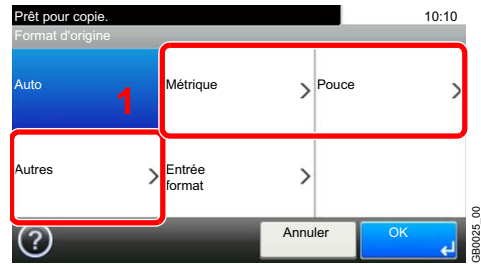 Prêt pour copie.
10:10
Format d'origine
Auto
1
Métrique
Pouce
Autres
Entrée
format
?
Annuler
OK
GB0025_00